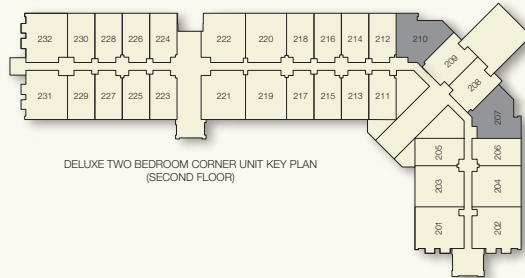 232 230 228 226 224 222 220 218 216 214 212 210
209
208
231 229 227 225 223 221 219 217 215 213 211
207
205 206
203 204
201 202
DELUXE TWO BEDROOM CORNER UNIT KEY PLAN
(SECOND FLOOR)